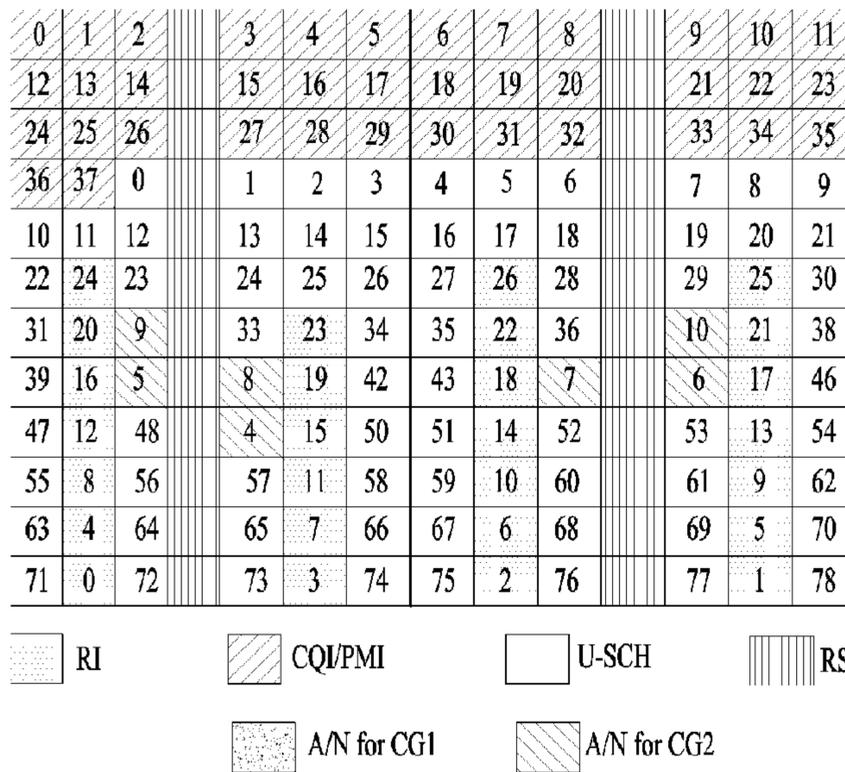 0 1 2 3 4 5 6 7 8 9 10 11
12 13 14 15 16 17 18 19 20 21 22 23
24 25 26 27 28 29 30 31 32 33 34 35
36 37 0 1 2 3 4 5 6 7 8 9
10 11 12 13 14 15 16 17 18 19 20 21
22 24 23 24 25 26 27 26 28 29 25 30
31 20 9 33 23 34 35 22 36 10 21 38
39 16 5 8 19 42 43 18 7 6 17 46
47 12 48 4 15 50 51 14 52 53 13 54
55 8 56 57 11 58 59 10 60 61 9 62
63 4 64 65 7 66 67 6 68 69 5 70
71 0 72 73 3 74 75 2 76 77 1 78
RI CQI/PMI U-SCH RS
A/N for CG1 A/N for CG2